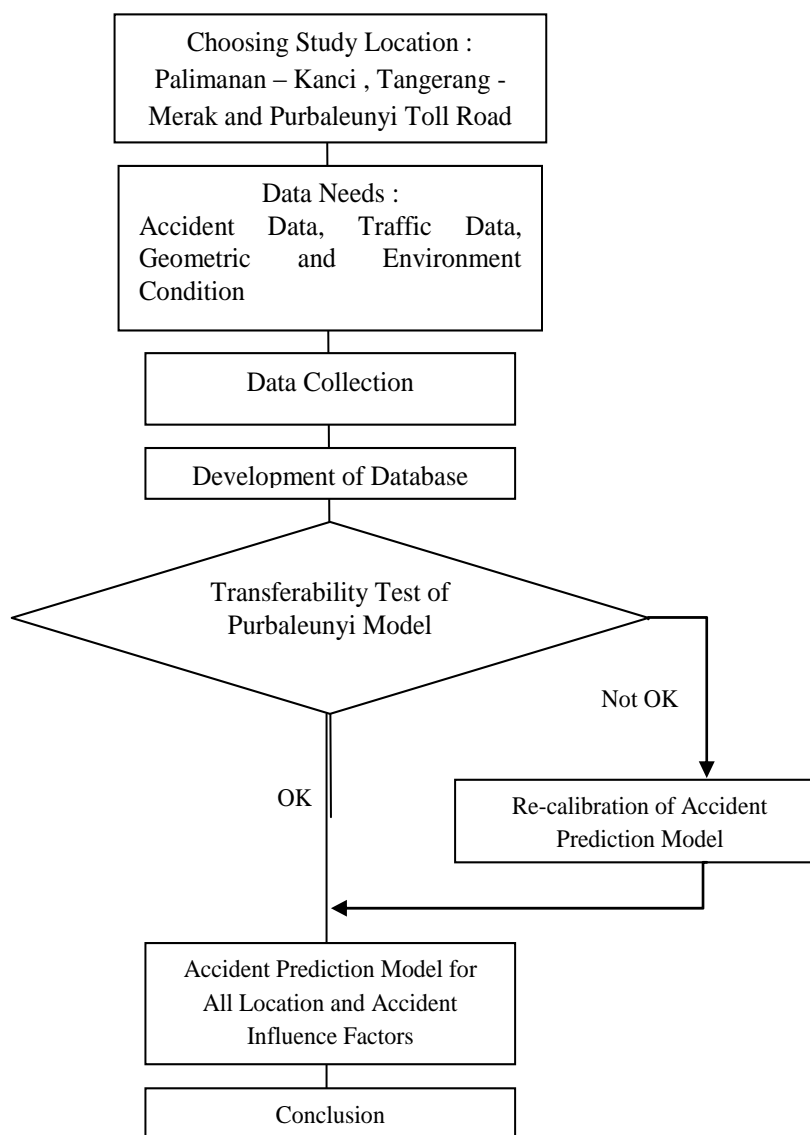 Choosing Study Location :
Palimanan – Kanci , Tangerang -
Merak and Purbaleunyi Toll Road
Data Needs :
Accident Data, Traffic Data,
Geometric and Environment
Condition
Data Collection
Development of Database
Transferability Test of
Purbaleunyi Model
Not OK
OK
Re-calibration of Accident
Prediction Model
Accident Prediction Model for
All Location and Accident
Influence Factors
Conclusion